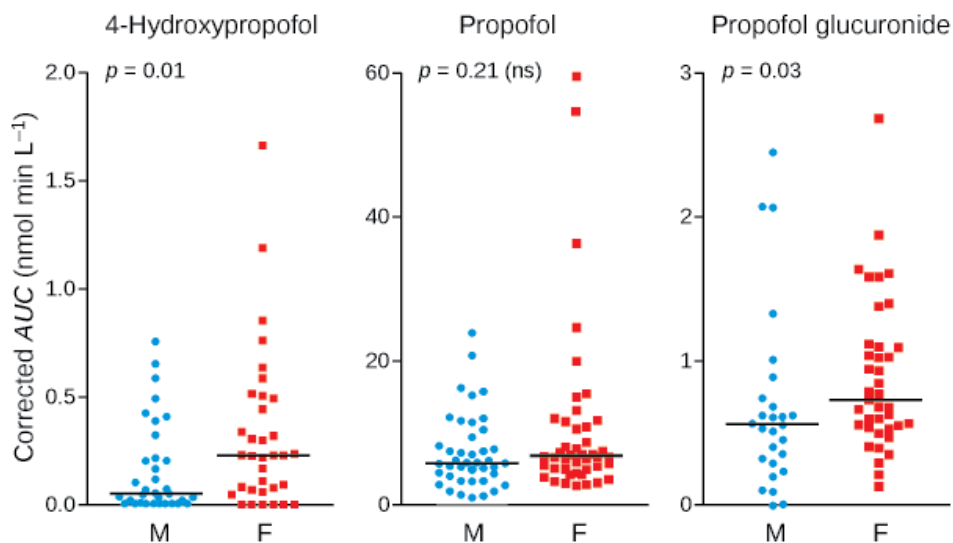 4-Hydroxypropofol
Propofol
Propofol glucuronide
Corrected AUC (nmol min L⁻¹)
p = 0.01
2.0
1.5
1.0
0.5
0.0
M F
p = 0.21 (ns)
60
40
20
0
M F
p = 0.03
3
2
1
0
M F